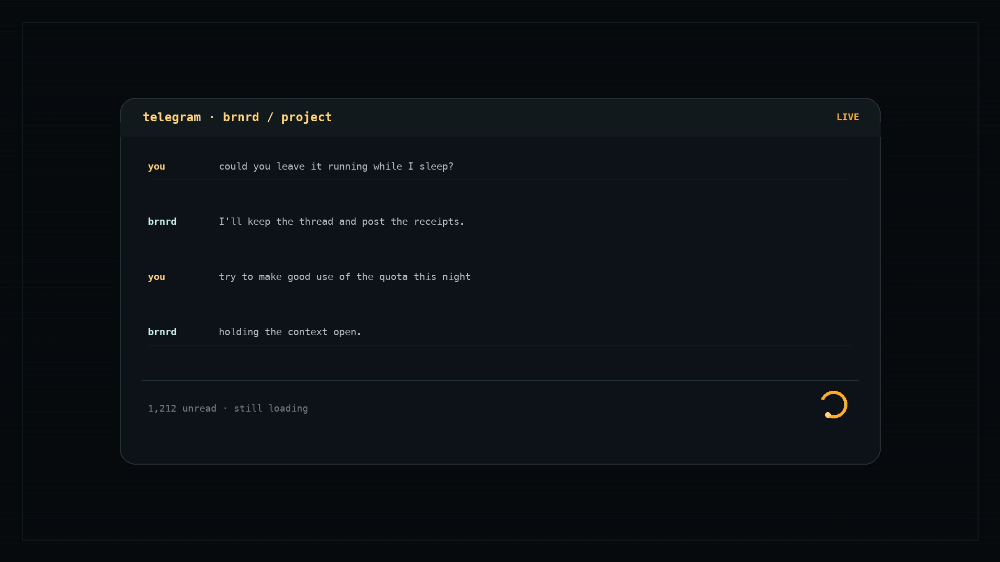 telegram · brnrd / project
LIVE
you could you leave it running while I sleep?
brnrd I'll keep the thread and post the receipts.
you try to make good use of the quota this night
brnrd holding the context open.
1,212 unread · still loading